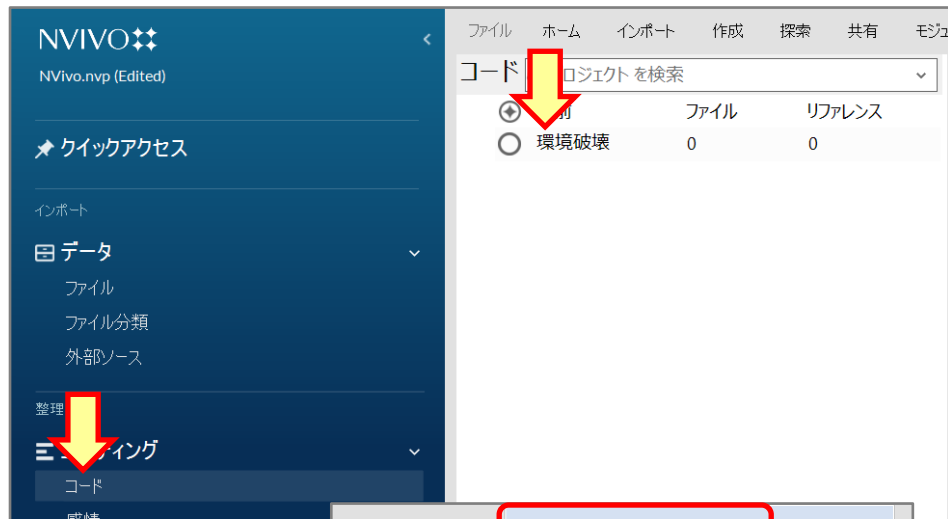 NVIVO
NVivo.nvp (Edited)
クイックアクセス
インポート
データ
ファイル
ファイル分類
外部ソース
整理
ィング
コード
ファイル ホーム インポート 作成 探索 共有 モジュ
コード ロジェクト を検索
ファイル リファレンス
環境破壊 0 0